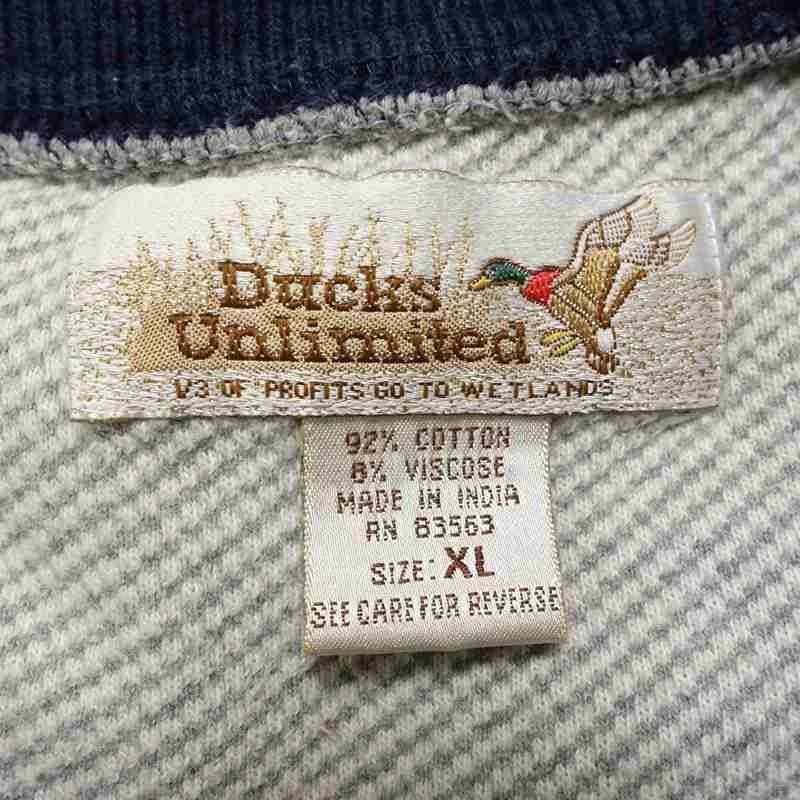 Ducks
Unlimited
1/3 OF PROFITS GO TO WETLANDS
92% COTTON
8% VISCOSE
MADE IN INDIA
RN 83563
SIZE: XL
SEE CARE FOR REVERSE